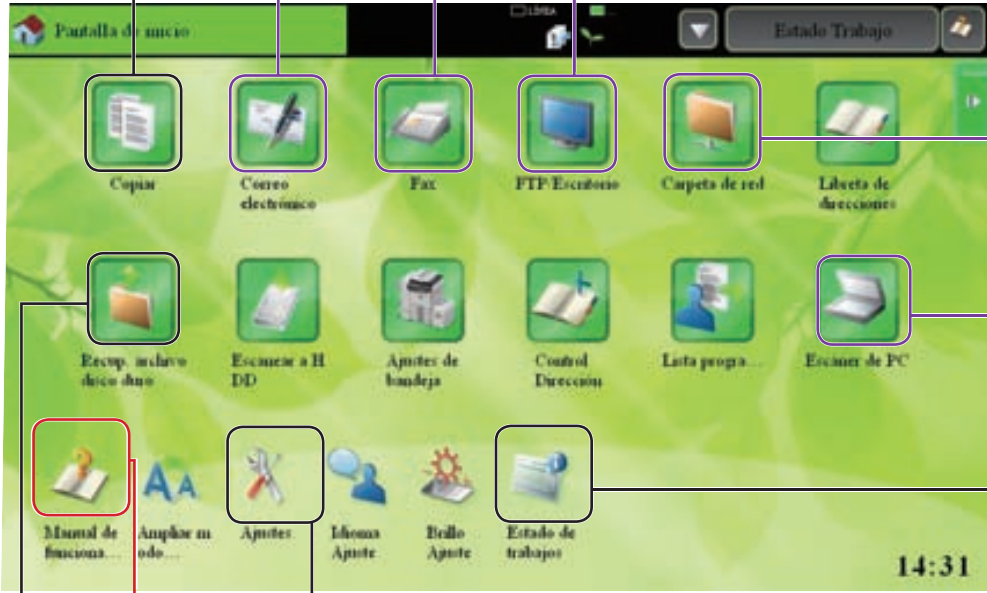 Pantalla de inicio
LÍNEA
...
Estado Trabajo
Copiar
Correo
electrónico
Fax
FTP/Escritorio
Carpeta de red
Libreta de
direcciones
Recup. archivo
disco duro
Escanear a H
DD
Ajustes de
bandeja
Control
Dirección
Lista progra...
Escaner de PC
Manual de
funciona...
Ampliar m
odo...
Ajustes
Idioma
Ajuste
Brillo
Ajuste
Estado de
trabajos
14:31